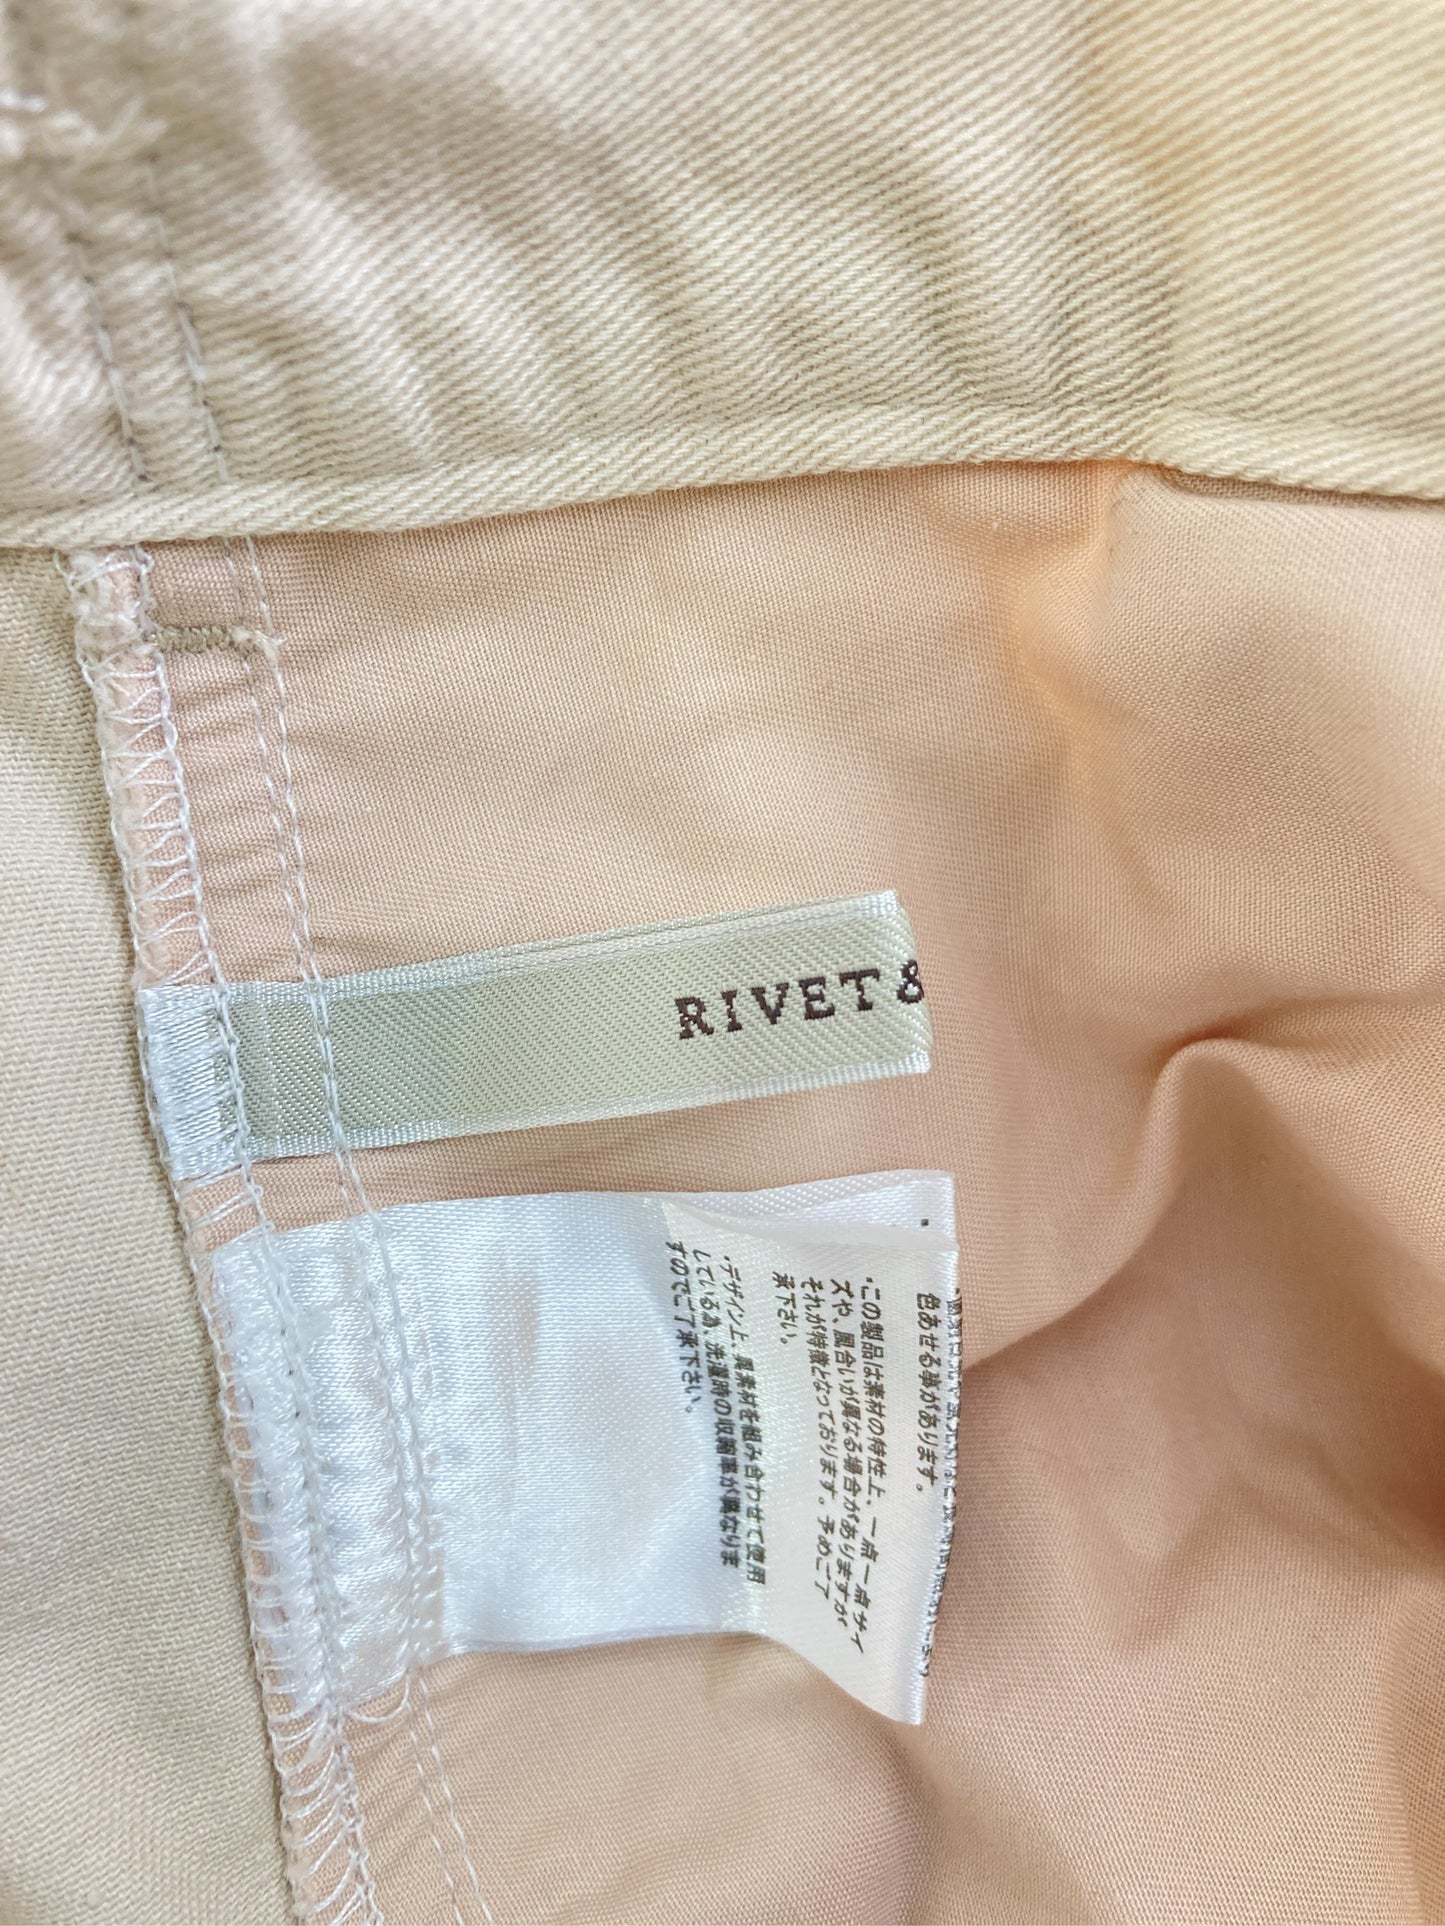 RIVET &
色あせる事があります。
・この製品は素材の特性上、一点一点サイ
ズや、風合いが異なる場合がありますが
それが特徴となっております。予めご了
承下さい。
・デザイン上、異素材を組み合わせて使用
している為、洗濯時の収縮率が異なりま
すのでご了承下さい。